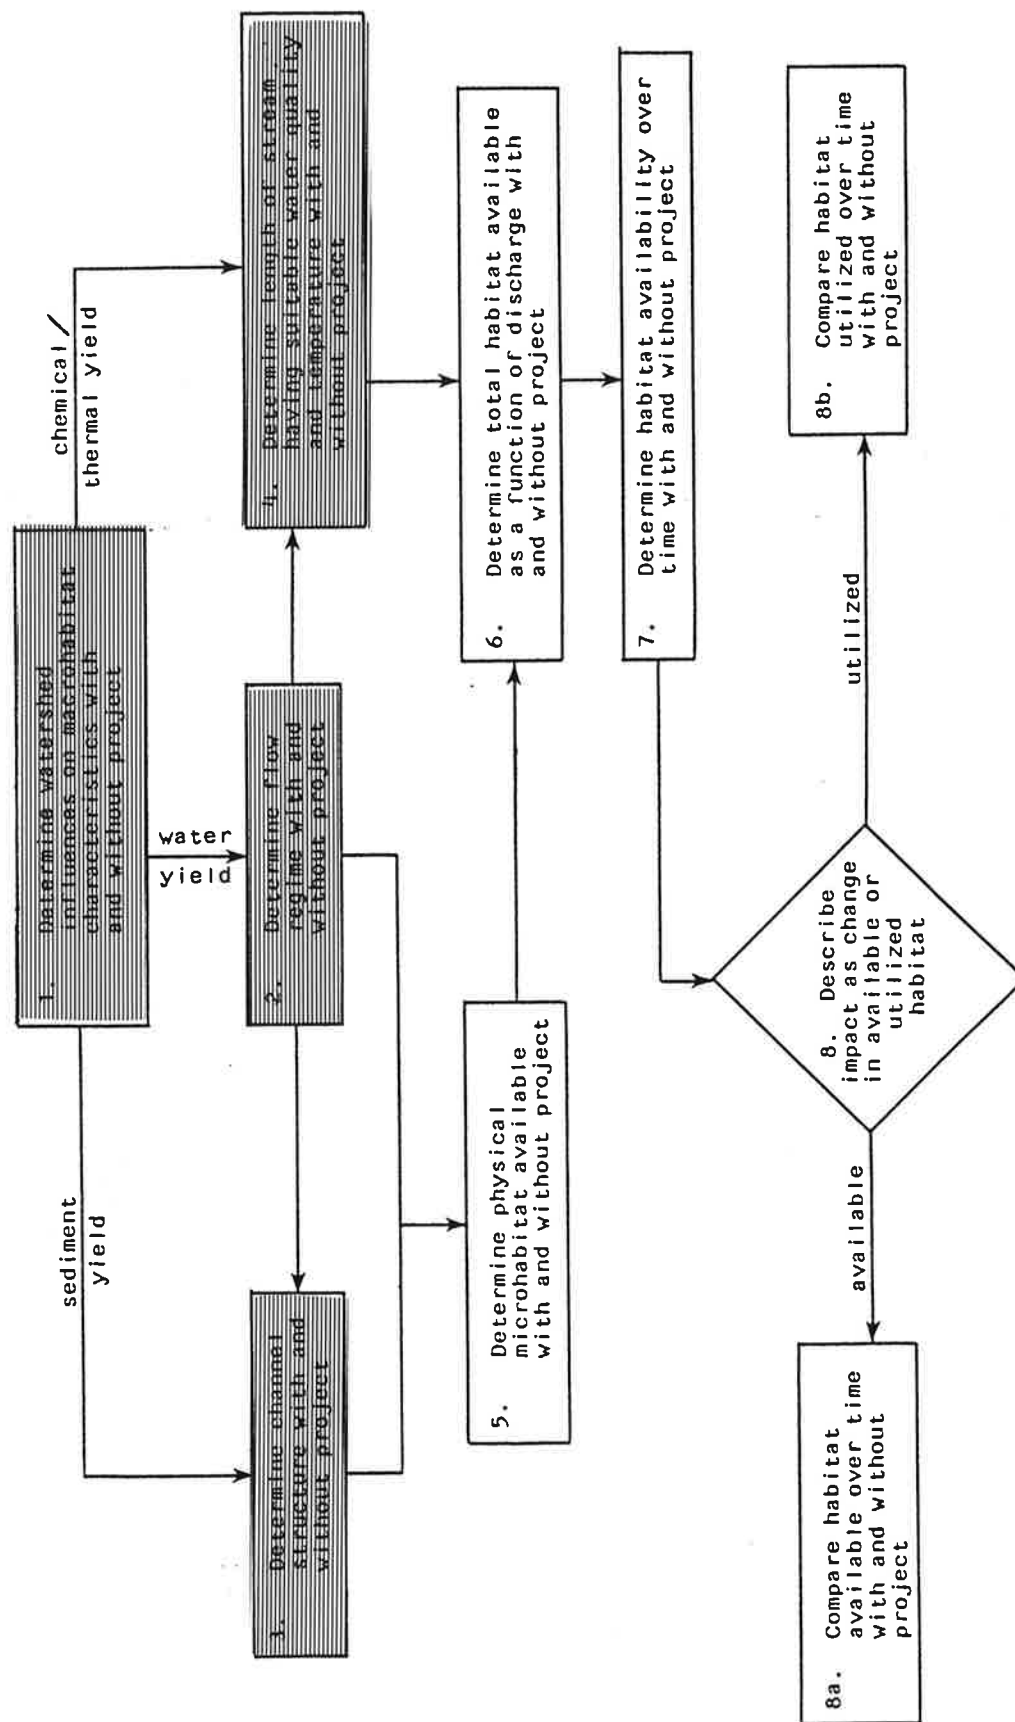 1. Datermine watershed
influences on macrohabitat
characteristics with
and without project
sediment
yield
water
yield
chemical/
thermal yield
3. Determine channel
structure with and
without project
2. Determine flow
regime with and
without project
4. Determine length of stream
having suitable water quality
and temperature with and
without project
5. Determine physical
microhabitat available
with and without project
6. Determine total habitat available
as a function of discharge with
and without project
7. Determine habitat availability over
time with and without project
8. Describe
impact as change
in available or
utilized
habitat
available
utilized
8a. Compare habitat
available over time
with and without
project
8b. Compare habitat
utilized over time
with and without
project